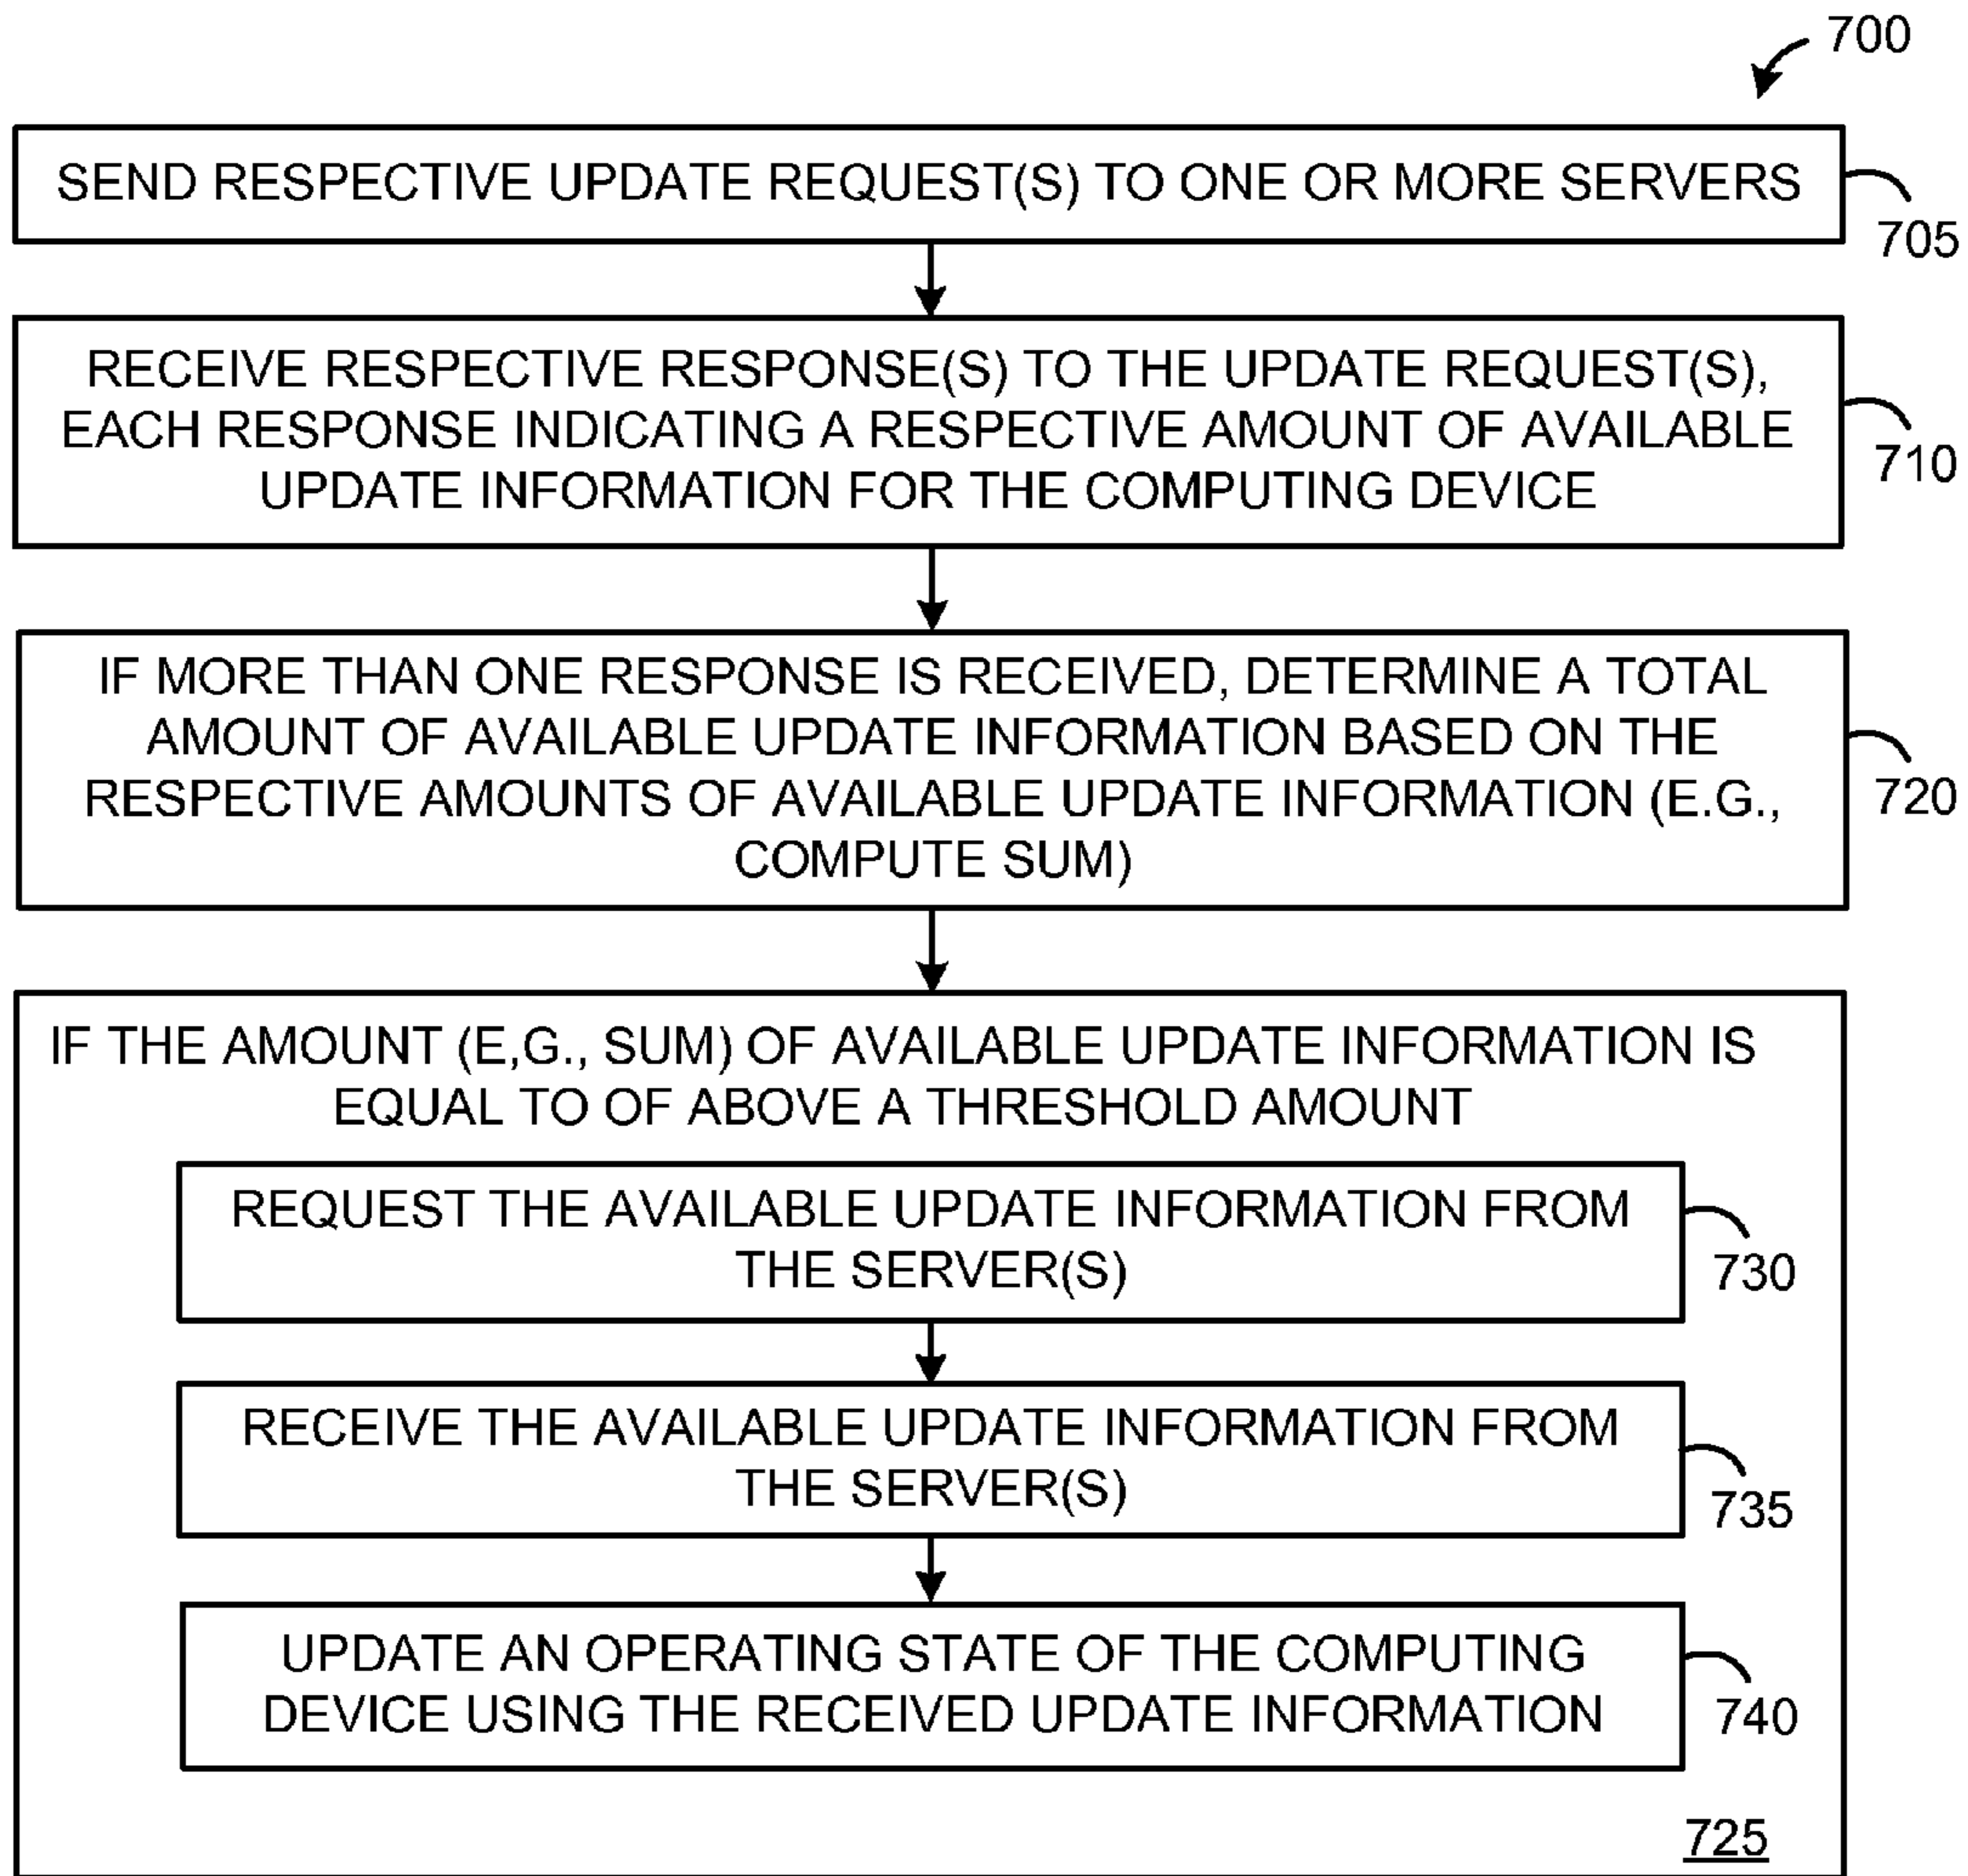 700
SEND RESPECTIVE UPDATE REQUEST(S) TO ONE OR MORE SERVERS
705
RECEIVE RESPECTIVE RESPONSE(S) TO THE UPDATE REQUEST(S),
EACH RESPONSE INDICATING A RESPECTIVE AMOUNT OF AVAILABLE
UPDATE INFORMATION FOR THE COMPUTING DEVICE
710
IF MORE THAN ONE RESPONSE IS RECEIVED, DETERMINE A TOTAL
AMOUNT OF AVAILABLE UPDATE INFORMATION BASED ON THE
RESPECTIVE AMOUNTS OF AVAILABLE UPDATE INFORMATION (E.G.,
COMPUTE SUM)
720
IF THE AMOUNT (E,G., SUM) OF AVAILABLE UPDATE INFORMATION IS
EQUAL TO OF ABOVE A THRESHOLD AMOUNT
REQUEST THE AVAILABLE UPDATE INFORMATION FROM
THE SERVER(S)
730
RECEIVE THE AVAILABLE UPDATE INFORMATION FROM
THE SERVER(S)
735
UPDATE AN OPERATING STATE OF THE COMPUTING
DEVICE USING THE RECEIVED UPDATE INFORMATION
740
725